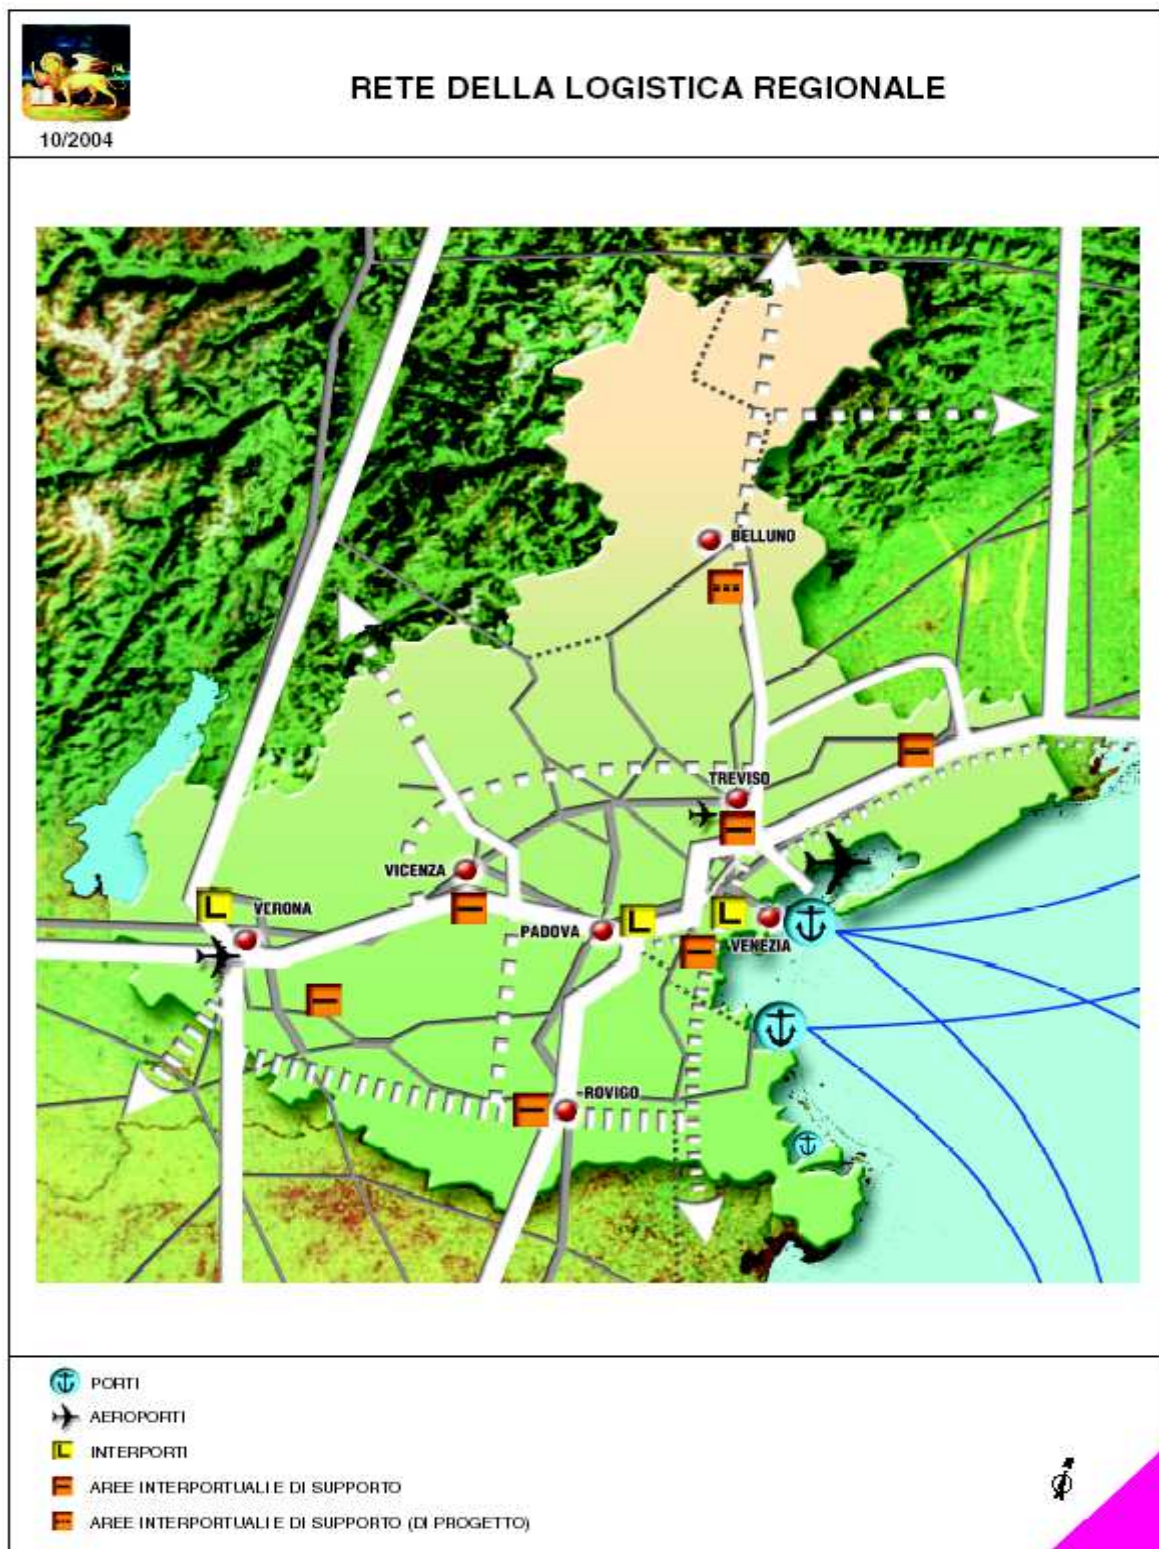 RETE DELLA LOGISTICA REGIONALE
10/2004
BELLUNO
TREVISO
VICENZA
VERONA
PADOVA
VENEZIA
ROVIGO
PORTI
AEROPORTI
L INTERPORTI
AREE INTERPORTUALI E DI SUPPORTO
AREE INTERPORTUALI E DI SUPPORTO (DI PROGETTO)